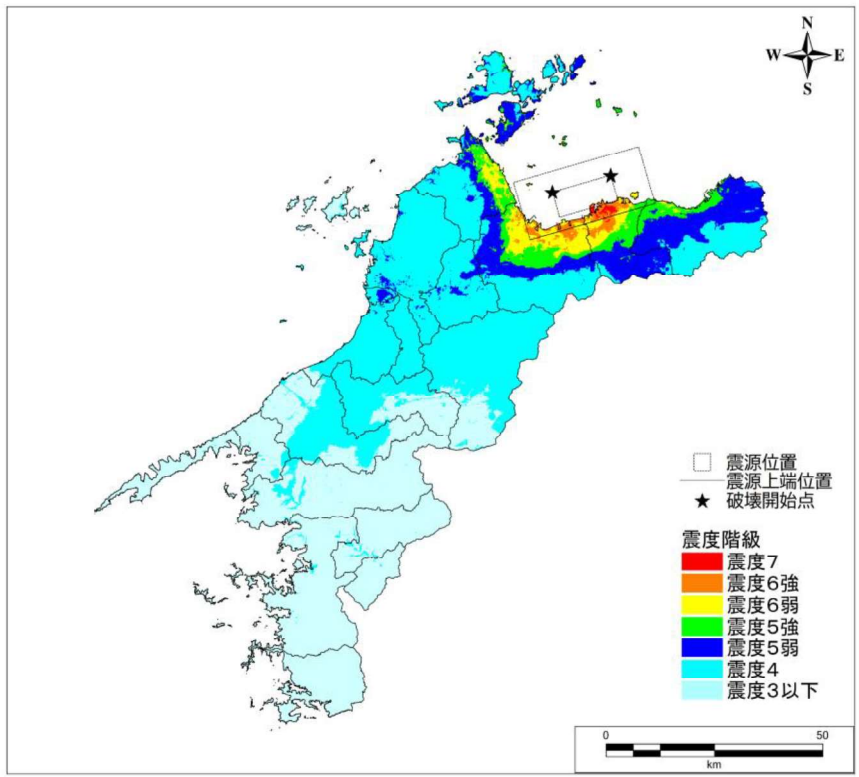 N
W E
S
震源位置
震源上端位置
破壊開始点
震度階級
震度7
震度6強
震度6弱
震度5強
震度5弱
震度4
震度3以下
0 50
km